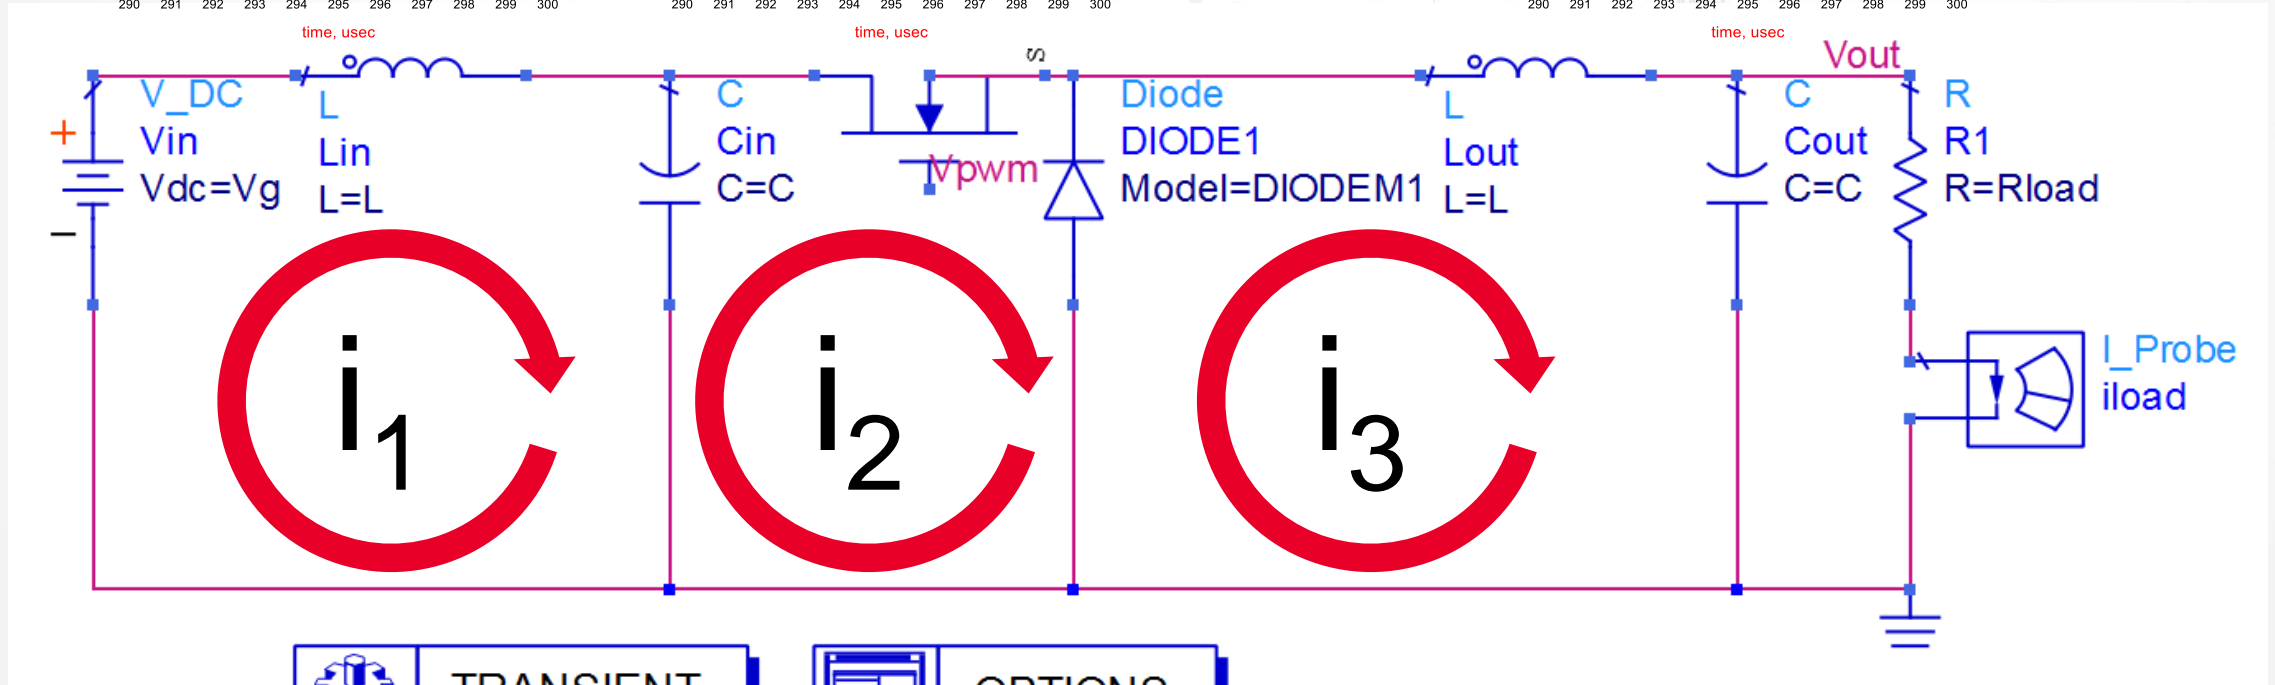 290 291 292 293 294 295 296 297 298 299 300
290 291 292 293 294 295 296 297 298 299 300
290 291 292 293 294 295 296 297 298 299 300
time, usec
time, usec
time, usec
+
V_DC
Vin
Vdc=Vg
–
L
Lin
L=L
C
Cin
C=C
Vpwm
S
Diode
DIODE1
Model=DIODEM1
L
Lout
L=L
Vout
C
Cout
C=C
R
R1
R=Rload
I_Probe
iload
i1
i2
i3
TRANSIENT
OPTIONS